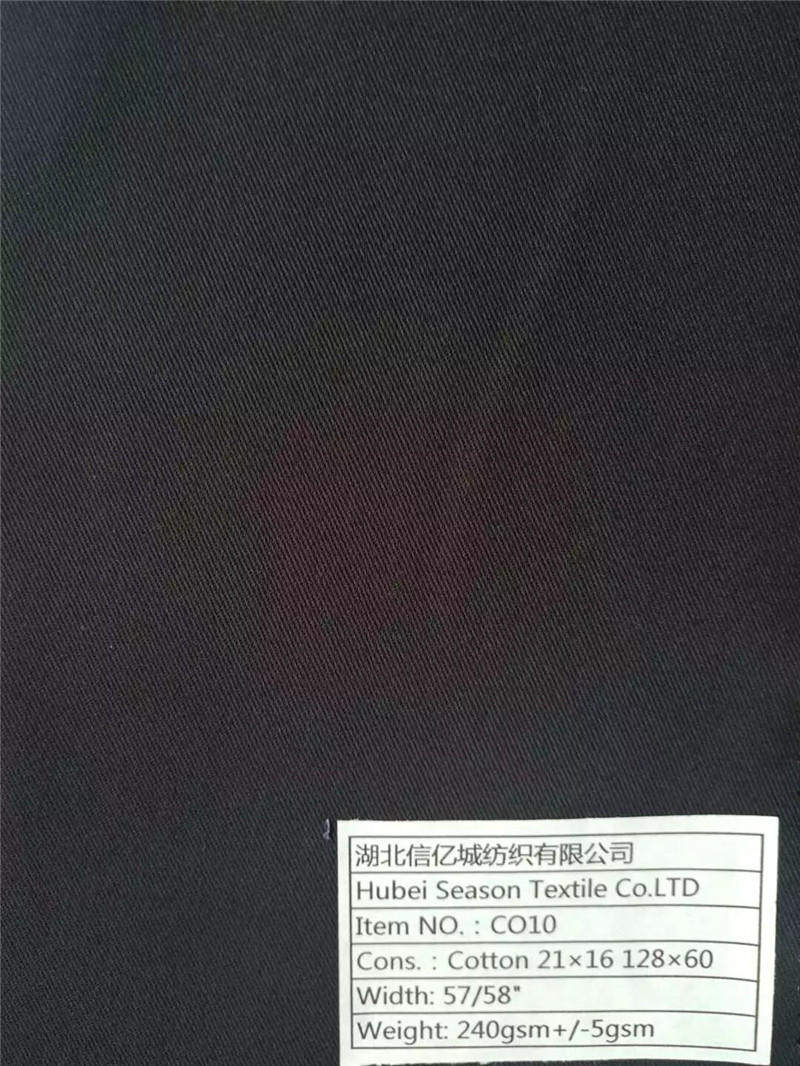 湖北信亿城纺织有限公司
Hubei Season Textile Co.LTD
Item NO. : CO10
Cons. : Cotton 21×16 128×60
Width: 57/58"
Weight: 240gsm+/-5gsm